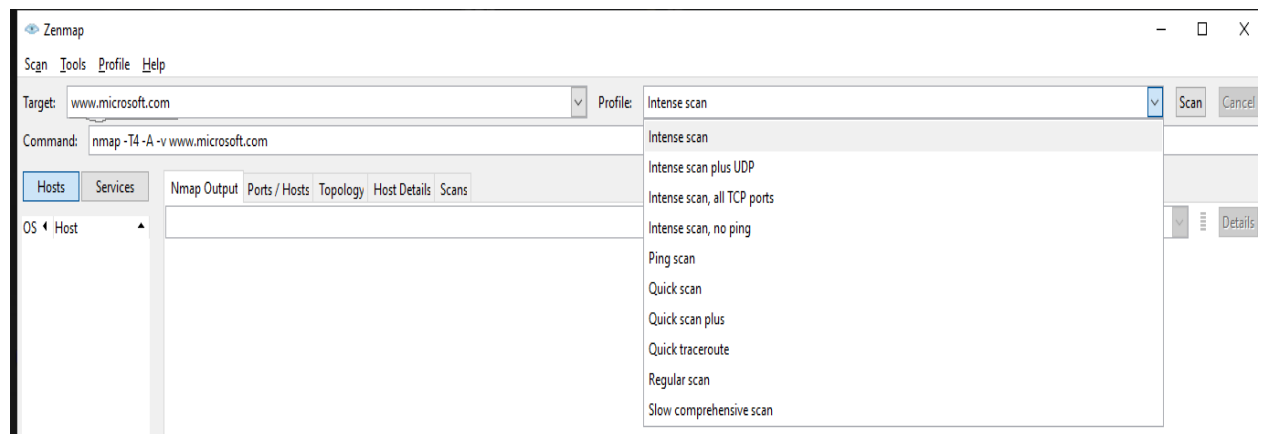 Zenmap
Scan Tools Profile Help
Target: www.microsoft.com Profile: Intense scan Scan Cancel
Command: nmap -T4 -A -v www.microsoft.com
Intense scan
Intense scan plus UDP
Intense scan, all TCP ports
Intense scan, no ping
Ping scan
Quick scan
Quick scan plus
Quick traceroute
Regular scan
Slow comprehensive scan
Hosts Services Nmap Output Ports / Hosts Topology Host Details Scans
OS Host Details